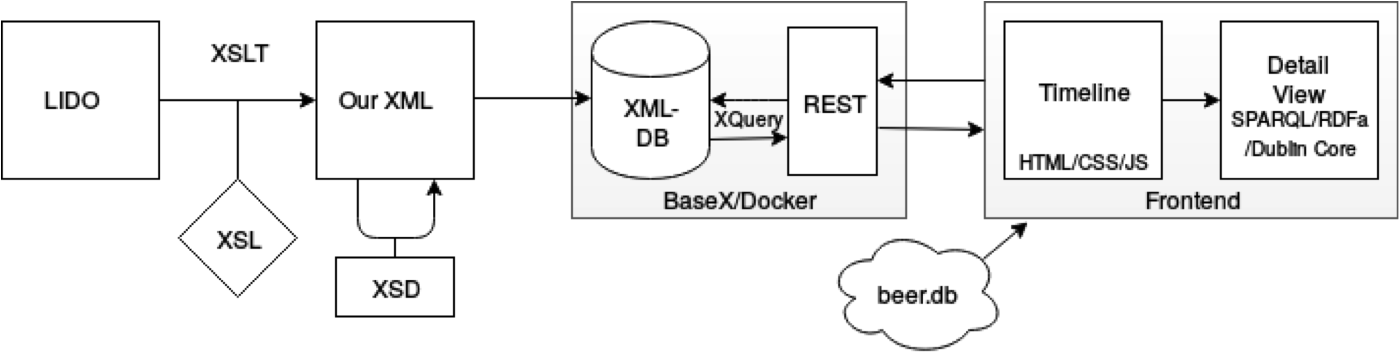 LIDO
XSLT
XSL
Our XML
XSD
XML-
DB
XQuery
REST
BaseX/Docker
Timeline
HTML/CSS/JS
Detail
View
SPARQL/RDFa
/Dublin Core
Frontend
beer.db